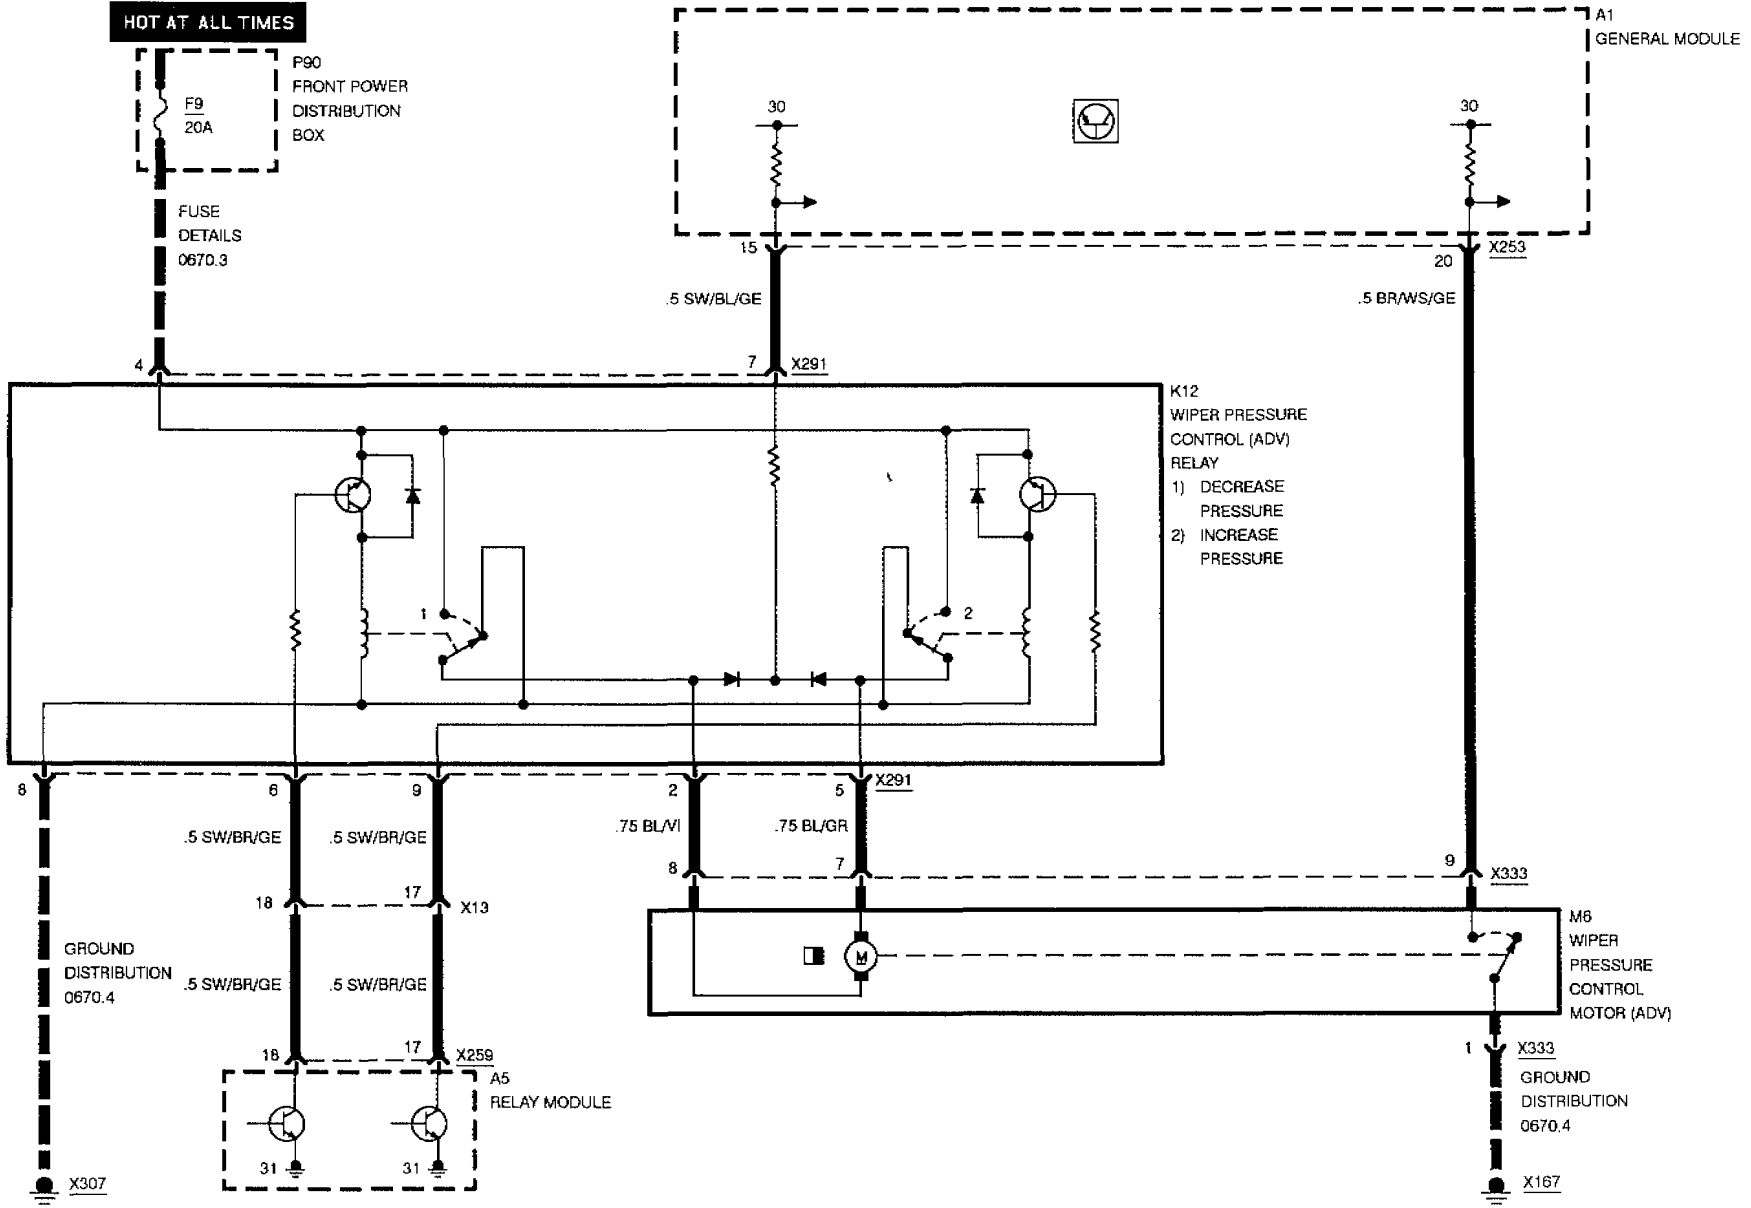 HOT AT ALL TIMES
P90
FRONT POWER
DISTRIBUTION
BOX
F9
20A
A1
GENERAL MODULE
30
30
FUSE
DETAILS
0670.3
15
X253
20
.5 SW/BL/GE
.5 BR/WS/GE
4
7
X291
K12
WIPER PRESSURE
CONTROL (ADV)
RELAY
1) DECREASE
PRESSURE
2) INCREASE
PRESSURE
1
2
8
6
9
2
5
X291
.5 SW/BR/GE
.5 SW/BR/GE
.75 BL/VI
.75 BL/GR
8
7
9
X333
18
17
X13
M6
WIPER
PRESSURE
CONTROL
MOTOR (ADV)
M
GROUND
DISTRIBUTION
0670.4
.5 SW/BR/GE
.5 SW/BR/GE
18
17
X259
1
X333
A5
RELAY MODULE
GROUND
DISTRIBUTION
0670.4
31
31
X307
X167